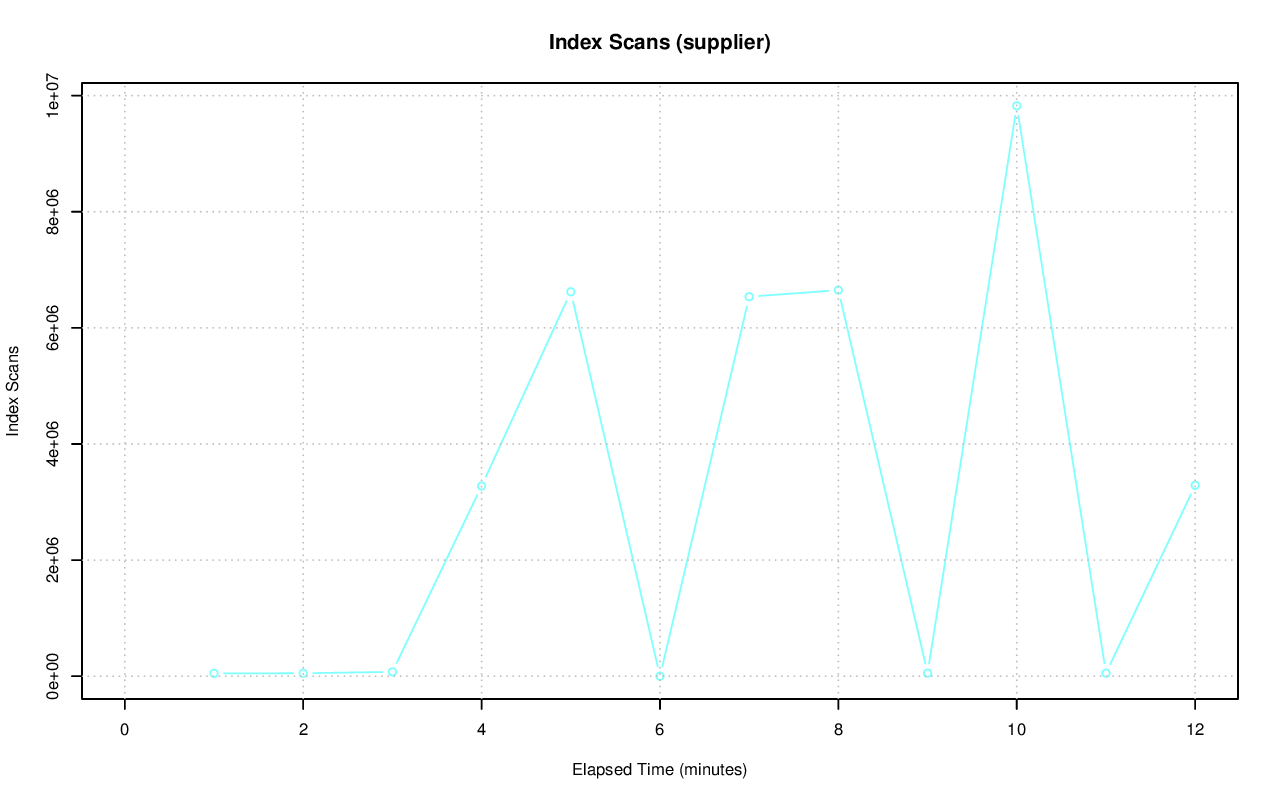 Index Scans (supplier)
1e+07
8e+06
6e+06
4e+06
2e+06
0e+00
Index Scans
0 2 4 6 8 10 12
Elapsed Time (minutes)